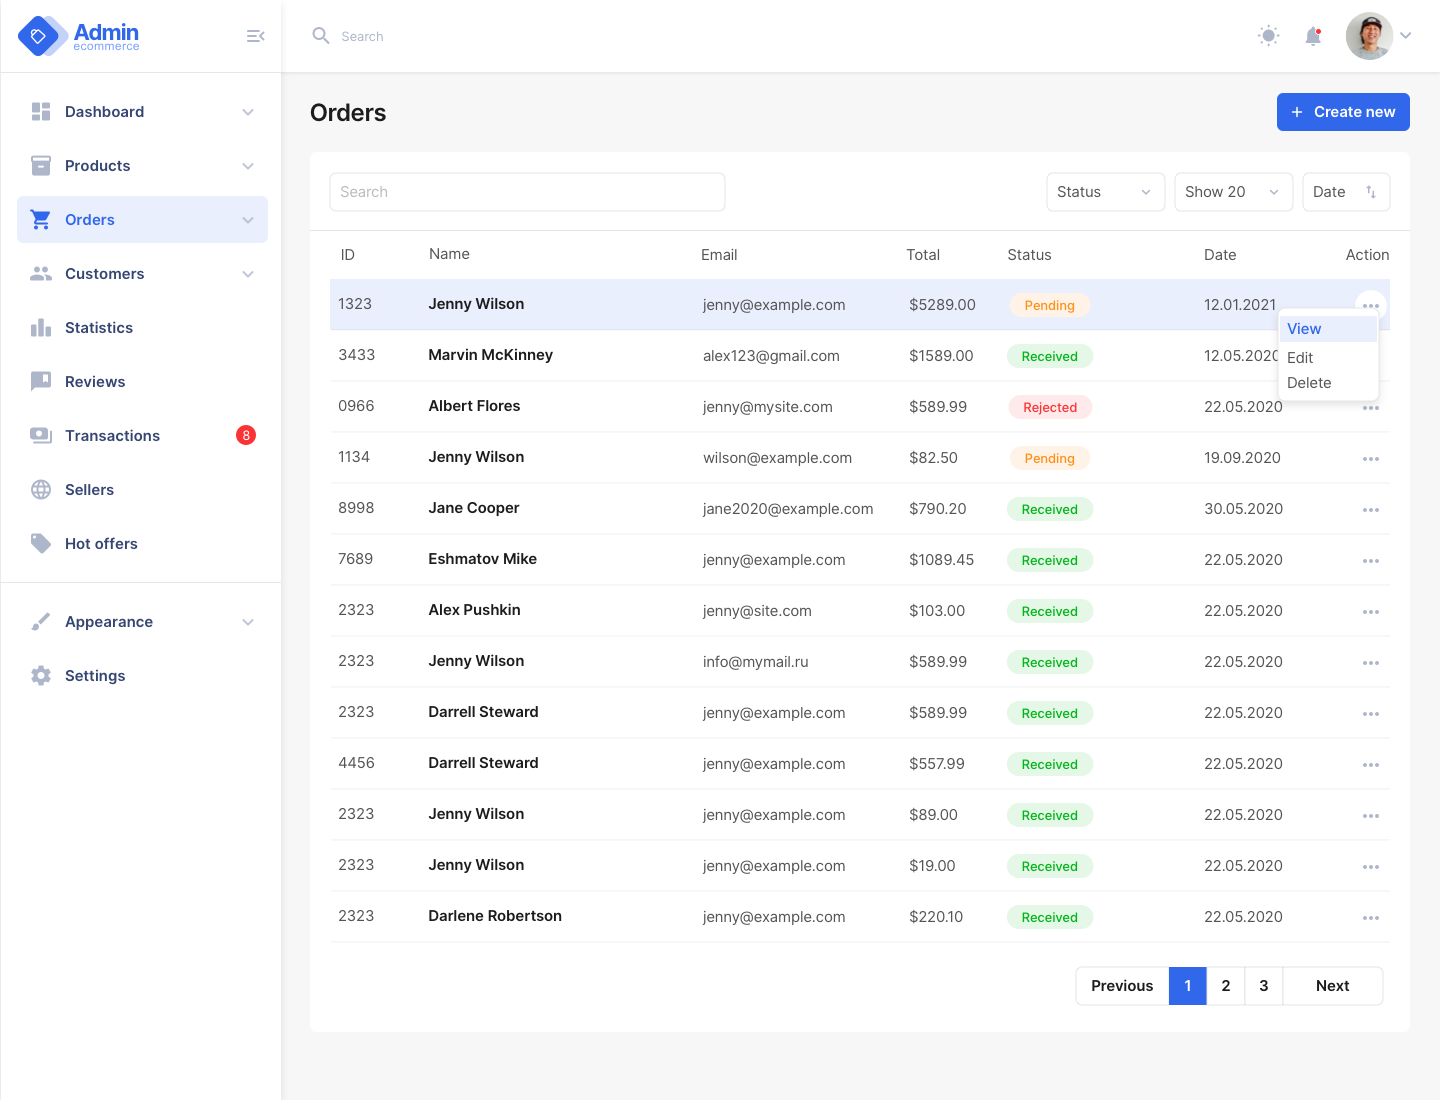 Admin
ecommerce
Search
Dashboard
Products
Orders
Customers
Statistics
Reviews
Transactions 8
Sellers
Hot offers
Appearance
Settings
Orders
+ Create new
Search Status Show 20 Date
ID Name Email Total Status Date Action
1323 Jenny Wilson jenny@example.com $5289.00 Pending 12.01.2021
View
Edit
Delete
3433 Marvin McKinney alex123@gmail.com $1589.00 Received 12.05.2020
0966 Albert Flores jenny@mysite.com $589.99 Rejected 22.05.2020
1134 Jenny Wilson wilson@example.com $82.50 Pending 19.09.2020
8998 Jane Cooper jane2020@example.com $790.20 Received 30.05.2020
7689 Eshmatov Mike jenny@example.com $1089.45 Received 22.05.2020
2323 Alex Pushkin jenny@site.com $103.00 Received 22.05.2020
2323 Jenny Wilson info@mymail.ru $589.99 Received 22.05.2020
2323 Darrell Steward jenny@example.com $589.99 Received 22.05.2020
4456 Darrell Steward jenny@example.com $557.99 Received 22.05.2020
2323 Jenny Wilson jenny@example.com $89.00 Received 22.05.2020
2323 Jenny Wilson jenny@example.com $19.00 Received 22.05.2020
2323 Darlene Robertson jenny@example.com $220.10 Received 22.05.2020
Previous 1 2 3 Next